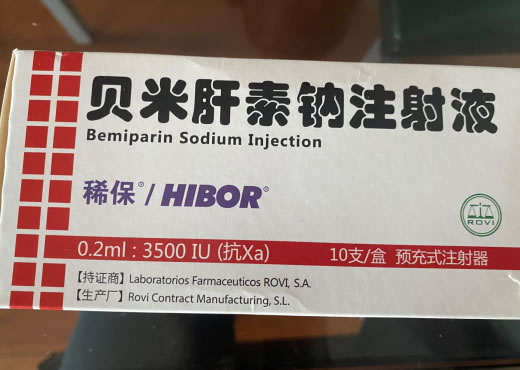 贝米肝素钠注射液
Bemiparin Sodium Injection
稀保®/HIBOR®
ROVI
0.2ml : 3500 IU (抗Xa) 10支/盒 预充式注射器
【持证商】Laboratorios Farmaceuticos ROVI, S.A.
【生产厂】Rovi Contract Manufacturing, S.L.